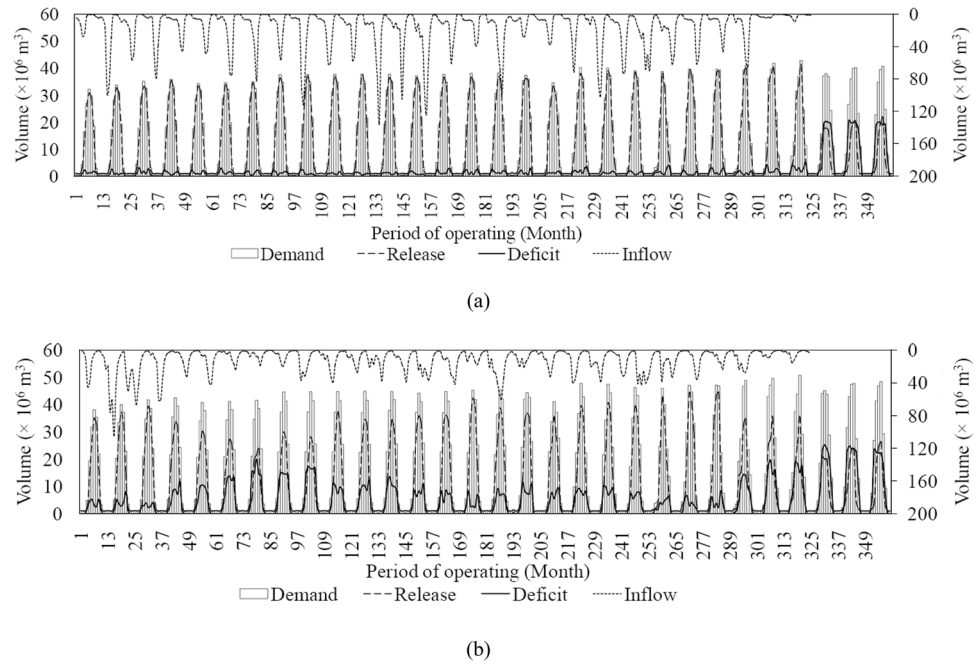 60 0
50 40
40 80
30 120
20 160
10 200
0
Volume (×10⁶ m³)
Volume (×10⁶ m³)
1 13 25 37 49 61 73 85 97 109 121 133 145 157 169 181 193 205 217 229 241 253 265 277 289 301 313 325 337 349
Period of operating (Month)
Demand Release Deficit Inflow
(a)
60 0
50 40
40 80
30 120
20 160
10 200
0
Volume (× 10⁶ m³)
Volume (× 10⁶ m³)
1 13 25 37 49 61 73 85 97 109 121 133 145 157 169 181 193 205 217 229 241 253 265 277 289 301 313 325 337 349
Period of operating (Month)
Demand Release Deficit Inflow
(b)